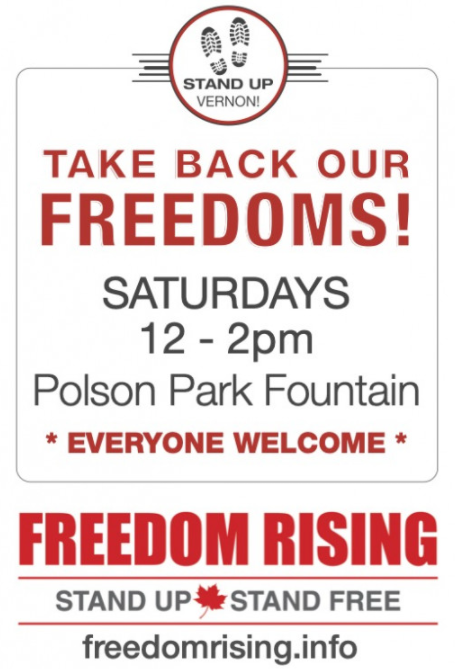 STAND UP
VERNON!
TAKE BACK OUR
FREEDOMS!
SATURDAYS
12 - 2pm
Polson Park Fountain
* EVERYONE WELCOME *
FREEDOM RISING
STAND UP STAND FREE
freedomrising.info